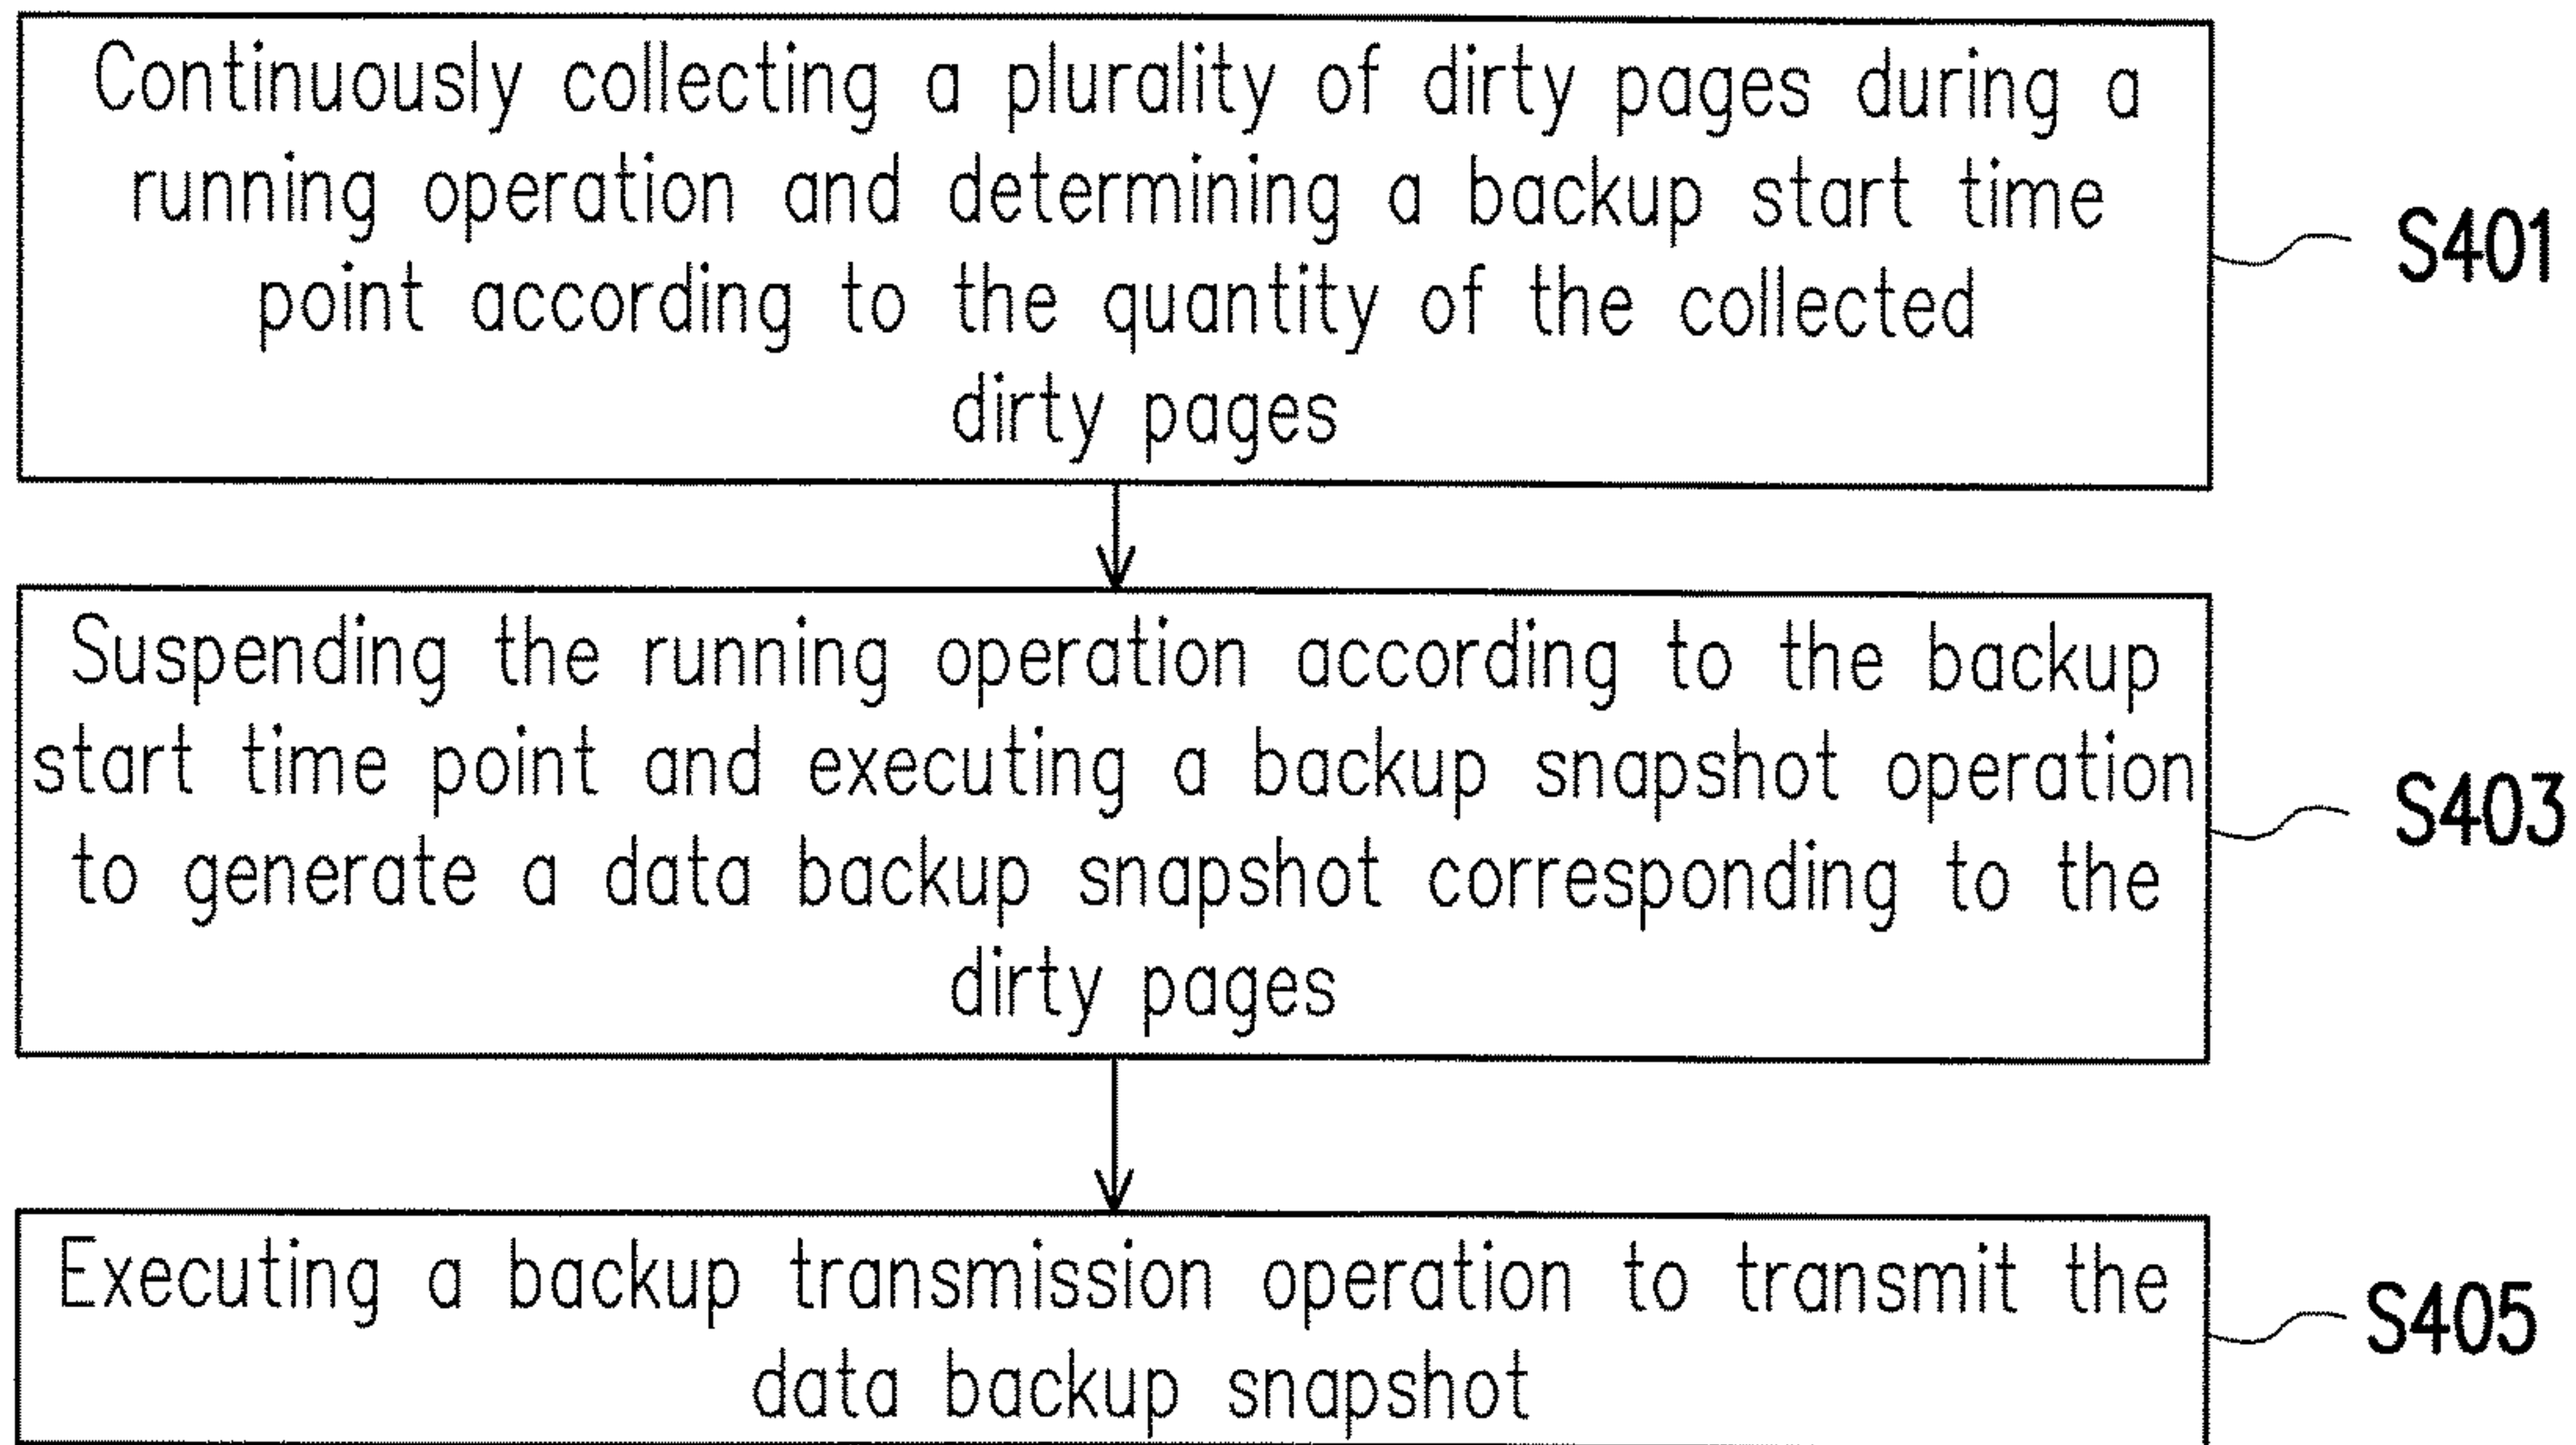 Continuously collecting a plurality of dirty pages during a
running operation and determining a backup start time
point according to the quantity of the collected
dirty pages
S401
Suspending the running operation according to the backup
start time point and executing a backup snapshot operation
to generate a data backup snapshot corresponding to the
dirty pages
S403
Executing a backup transmission operation to transmit the
data backup snapshot
S405